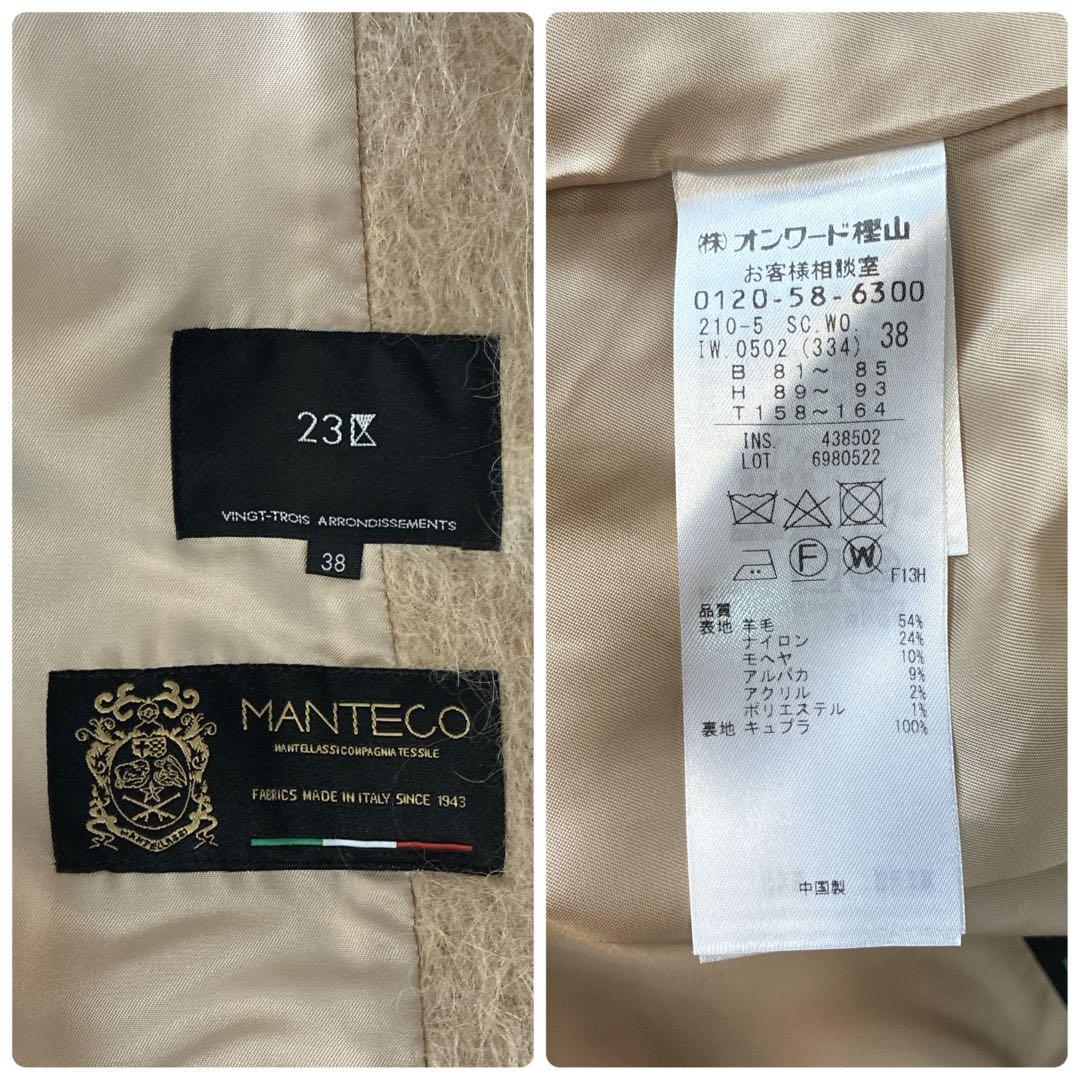 23区
VINGT-TROIS ARRONDISSEMENTS
38
MANTECO
MANTELLASSI COMPAGNIA TESSILE
FABRICS MADE IN ITALY SINCE 1943
MANTELLASSI
(株)オンワード樫山
お客様相談室
0120-58-6300
210-5 SC.WO. 38
IW.0502 (334)
B 81～ 85
H 89～ 93
T158～164
INS. 438502
LOT 6980522
F
W
F13H
品質
表地 羊毛 54%
ナイロン 24%
モヘヤ 10%
アルパカ 9%
アクリル 2%
ポリエステル 1%
裏地 キュプラ 100%
中国製